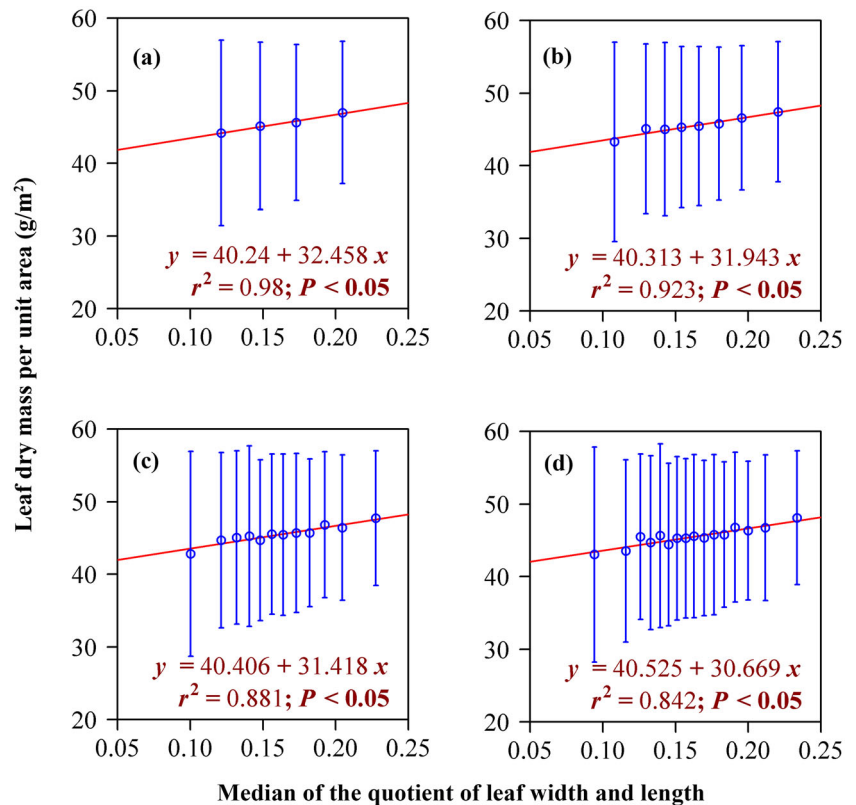 Leaf dry mass per unit area (g/m²)
60
50
40
30
20
(a)
y = 40.24 + 32.458 x
r² = 0.98; P < 0.05
0.05 0.10 0.15 0.20 0.25
60
50
40
30
20
(b)
y = 40.313 + 31.943 x
r² = 0.923; P < 0.05
0.05 0.10 0.15 0.20 0.25
60
50
40
30
20
(c)
y = 40.406 + 31.418 x
r² = 0.881; P < 0.05
0.05 0.10 0.15 0.20 0.25
60
50
40
30
20
(d)
y = 40.525 + 30.669 x
r² = 0.842; P < 0.05
0.05 0.10 0.15 0.20 0.25
Median of the quotient of leaf width and length